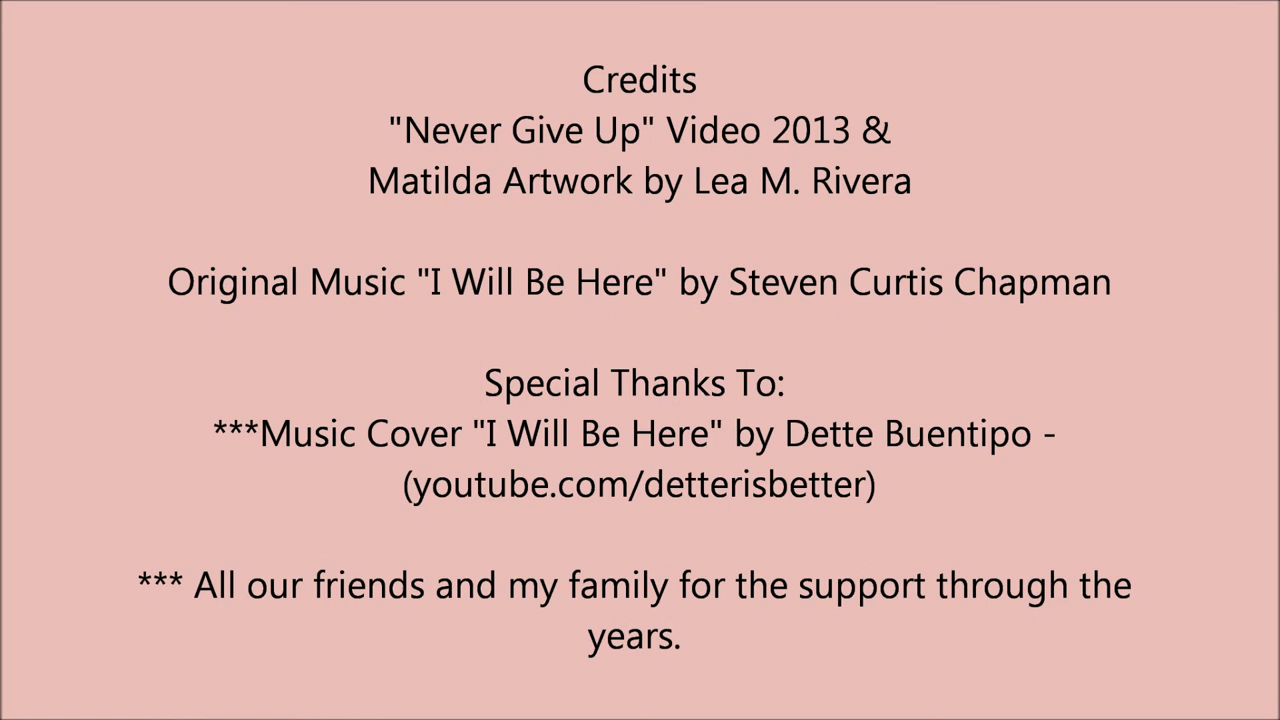 Credits
"Never Give Up" Video 2013 &
Matilda Artwork by Lea M. Rivera
Original Music "I Will Be Here" by Steven Curtis Chapman
Special Thanks To:
***Music Cover "I Will Be Here" by Dette Buentipo -
(youtube.com/detterisbetter)
*** All our friends and my family for the support through the
years.